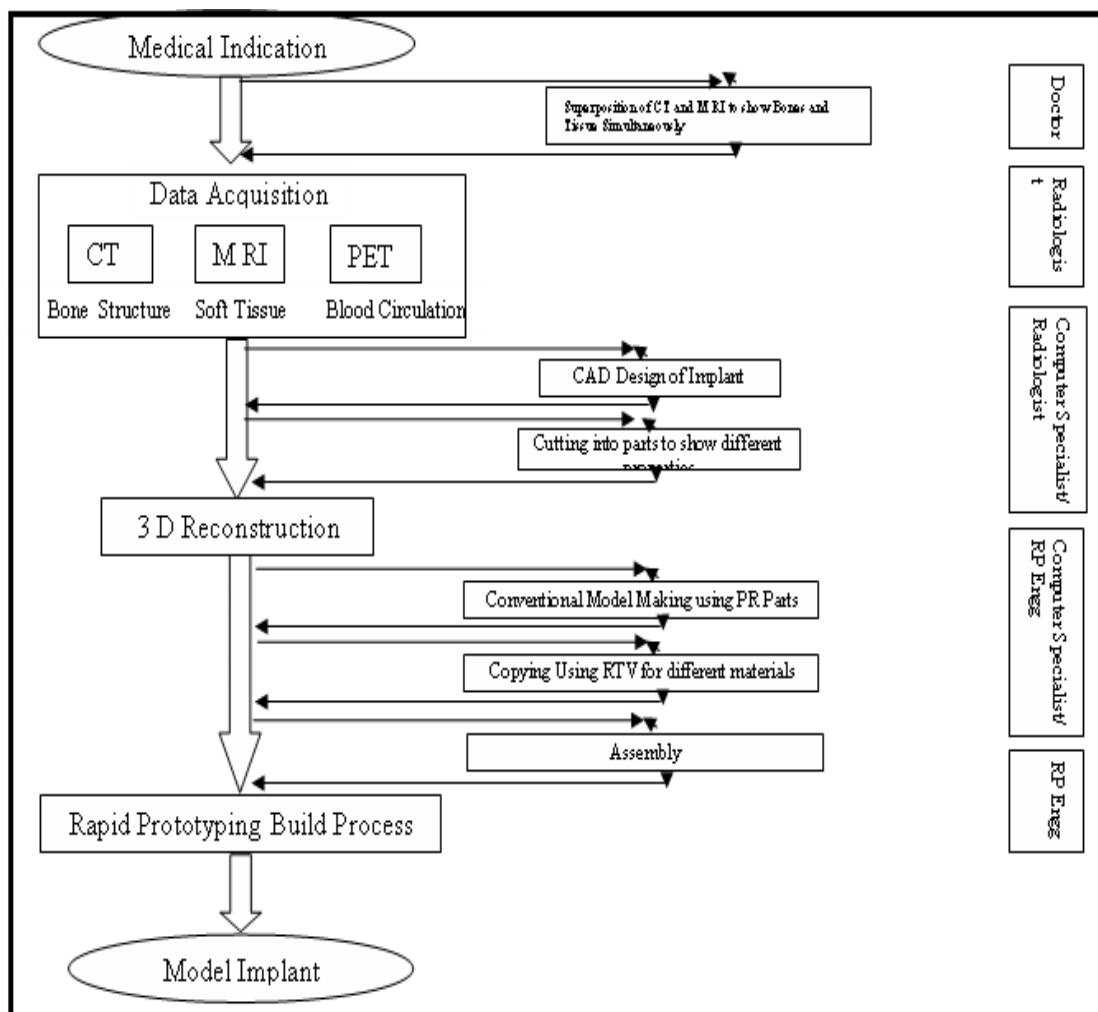 Medical Indication
Superposition of CT and MRI to show Bones and
Tissue Simultaneously
Data Acquisition
CT
MRI
PET
Bone Structure
Soft Tissue
Blood Circulation
CAD Design of Implant
Cutting into parts to show different
properties
3 D Reconstruction
Conventional Model Making using PR Parts
Copying Using RTV for different materials
Assembly
Rapid Prototyping Build Process
Model Implant
Doctor
Radiologis
t
Computer Specialist/
Radiologist
Computer Specialist/
RP Engg
RP Engg